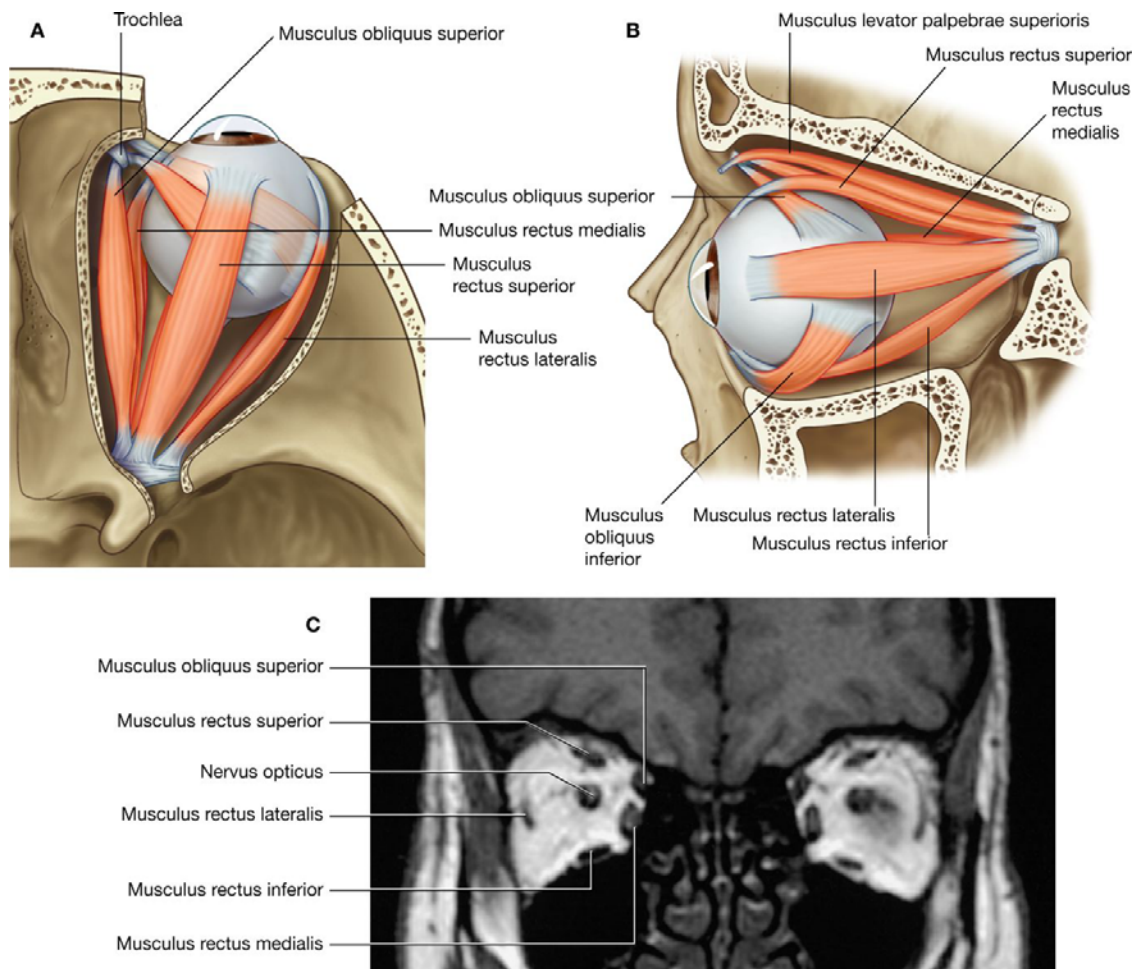 A
Trochlea
Musculus obliquus superior
Musculus rectus medialis
Musculus
rectus superior
Musculus
rectus lateralis
B
Musculus levator palpebrae superioris
Musculus rectus superior
Musculus
rectus
medialis
Musculus obliquus superior
Musculus
obliquus
inferior
Musculus rectus lateralis
Musculus rectus inferior
C
Musculus obliquus superior
Musculus rectus superior
Nervus opticus
Musculus rectus lateralis
Musculus rectus inferior
Musculus rectus medialis